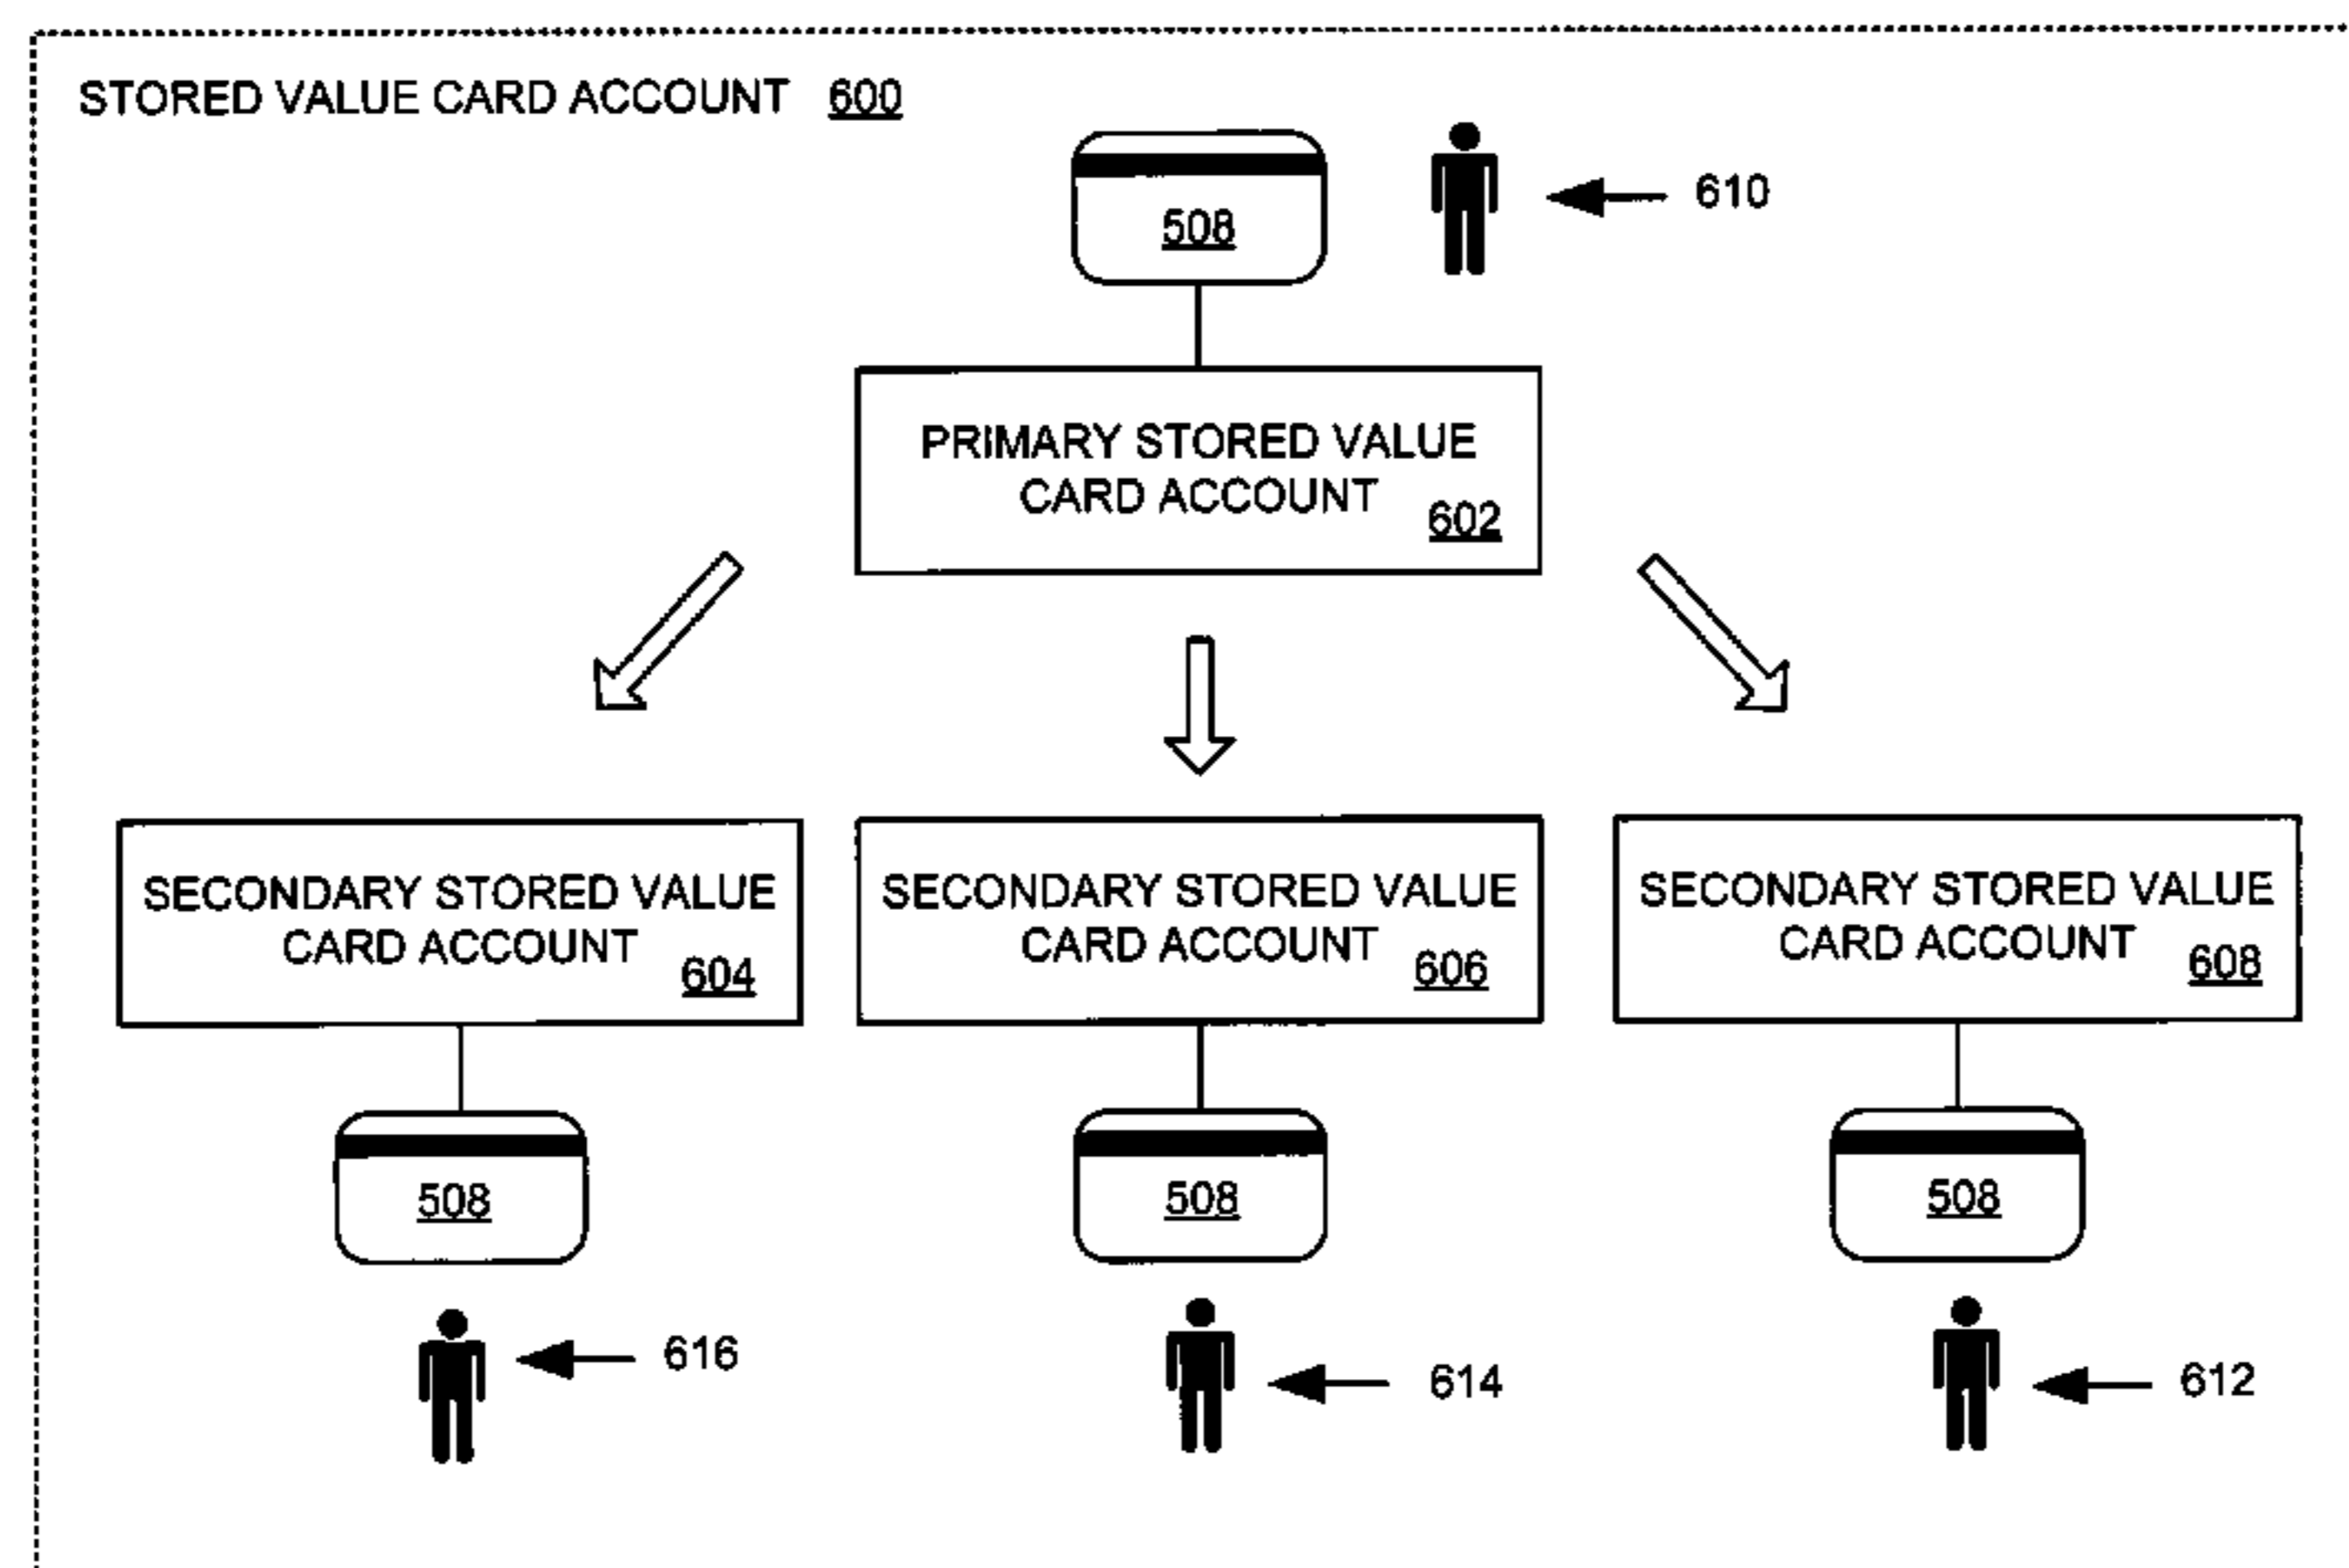 STORED VALUE CARD ACCOUNT 600
508
610
PRIMARY STORED VALUE
CARD ACCOUNT
602
SECONDARY STORED VALUE
CARD ACCOUNT
604
SECONDARY STORED VALUE
CARD ACCOUNT
606
SECONDARY STORED VALUE
CARD ACCOUNT
608
508
508
508
616
614
612